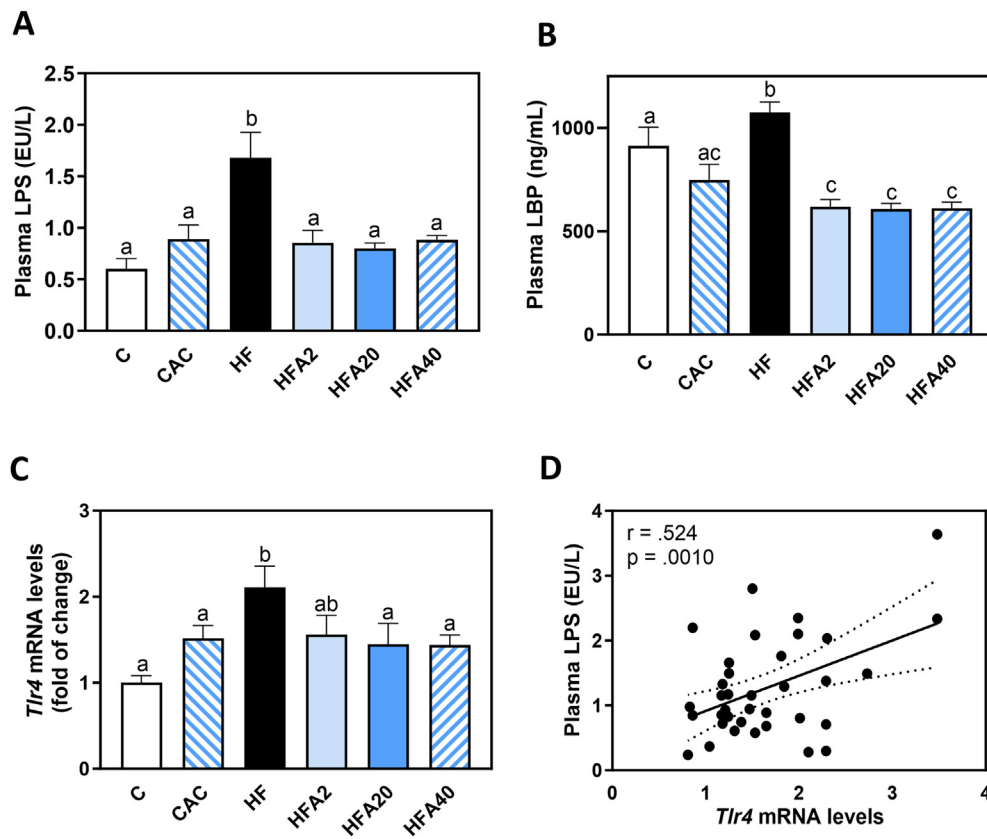 A
Plasma LPS (EU/L)
2.5
2.0
1.5
1.0
0.5
0.0
a
a
b
a
a
a
C
CAC
HF
HFA2
HFA20
HFA40
B
Plasma LBP (ng/mL)
1000
500
0
a
ac
b
c
c
c
C
CAC
HF
HFA2
HFA20
HFA40
C
Tlr4 mRNA levels
(fold of change)
3
2
1
0
a
a
b
ab
a
a
C
CAC
HF
HFA2
HFA20
HFA40
D
Plasma LPS (EU/L)
4
3
2
1
0
r = .524
p = .0010
0
1
2
3
4
Tlr4 mRNA levels